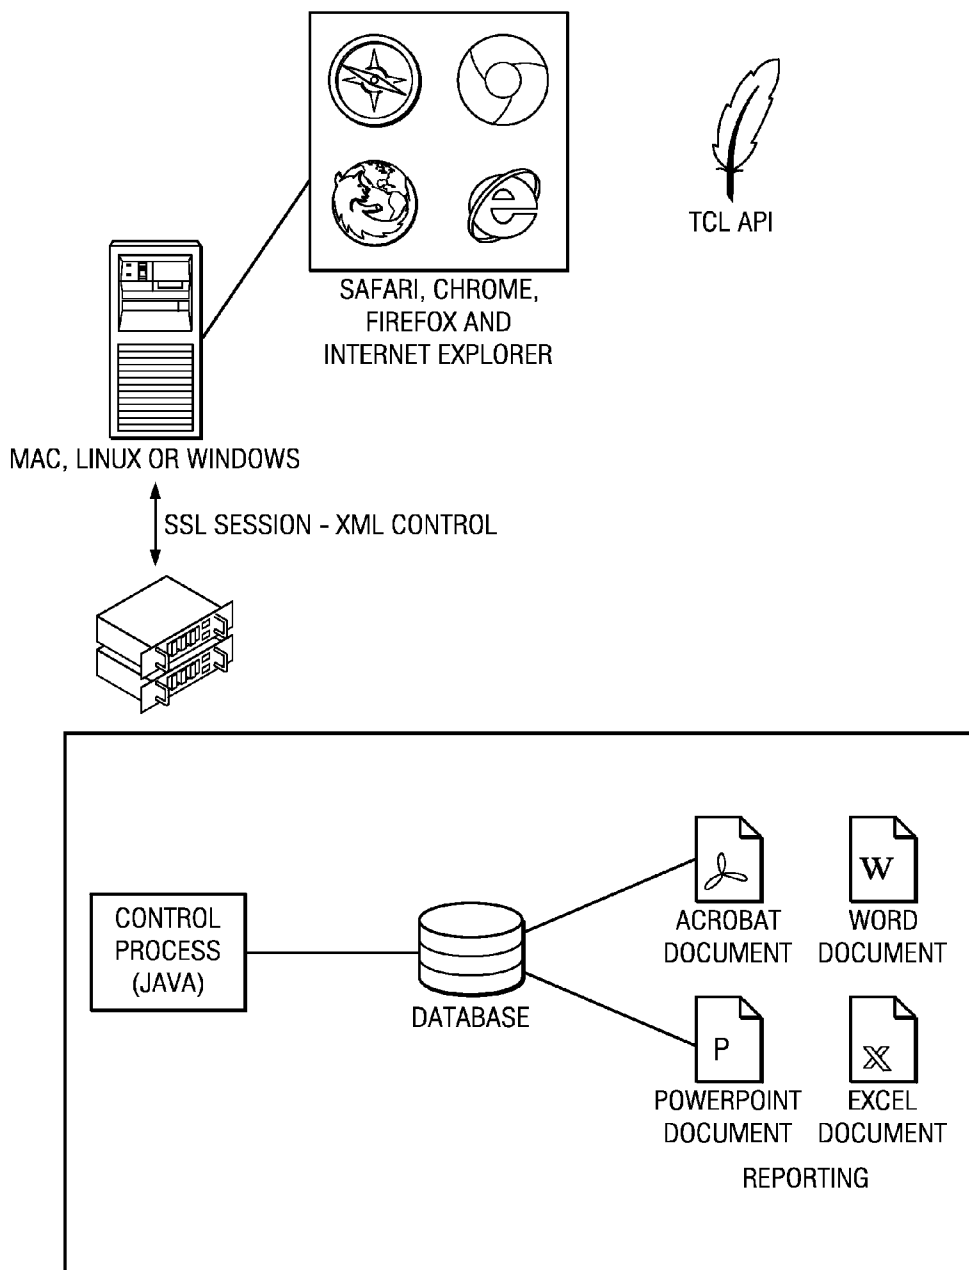 TCL API
SAFARI, CHROME,
FIREFOX AND
INTERNET EXPLORER
MAC, LINUX OR WINDOWS
SSL SESSION - XML CONTROL
CONTROL
PROCESS
(JAVA)
DATABASE
ACROBAT
DOCUMENT
W
WORD
DOCUMENT
P
POWERPOINT
DOCUMENT
X
EXCEL
DOCUMENT
REPORTING